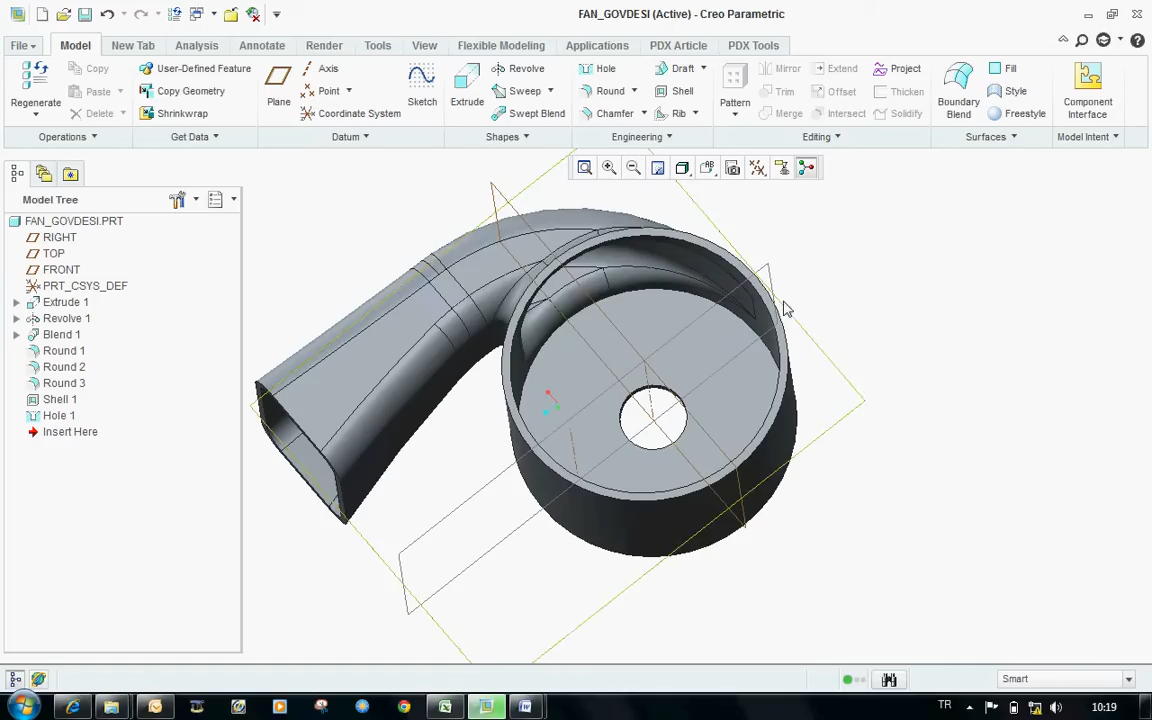 FAN_GOVDESI (Active) - Creo Parametric
File Model New Tab Analysis Annotate Render Tools View Flexible Modeling Applications PDX Article PDX Tools
Regenerate
Copy
Paste
Delete
Operations
User-Defined Feature
Copy Geometry
Shrinkwrap
Get Data
Plane
Axis
Point
Coordinate System
Datum
Sketch
Extrude
Revolve
Sweep
Swept Blend
Shapes
Hole
Round
Chamfer
Draft
Shell
Rib
Engineering
Pattern
Mirror
Trim
Merge
Extend
Offset
Intersect
Project
Thicken
Solidify
Editing
Boundary
Blend
Fill
Style
Freestyle
Surfaces
Component
Interface
Model Intent
Model Tree
FAN_GOVDESI.PRT
RIGHT
TOP
FRONT
PRT_CSYS_DEF
Extrude 1
Revolve 1
Blend 1
Round 1
Round 2
Round 3
Shell 1
Hole 1
Insert Here
Smart
TR 10:19